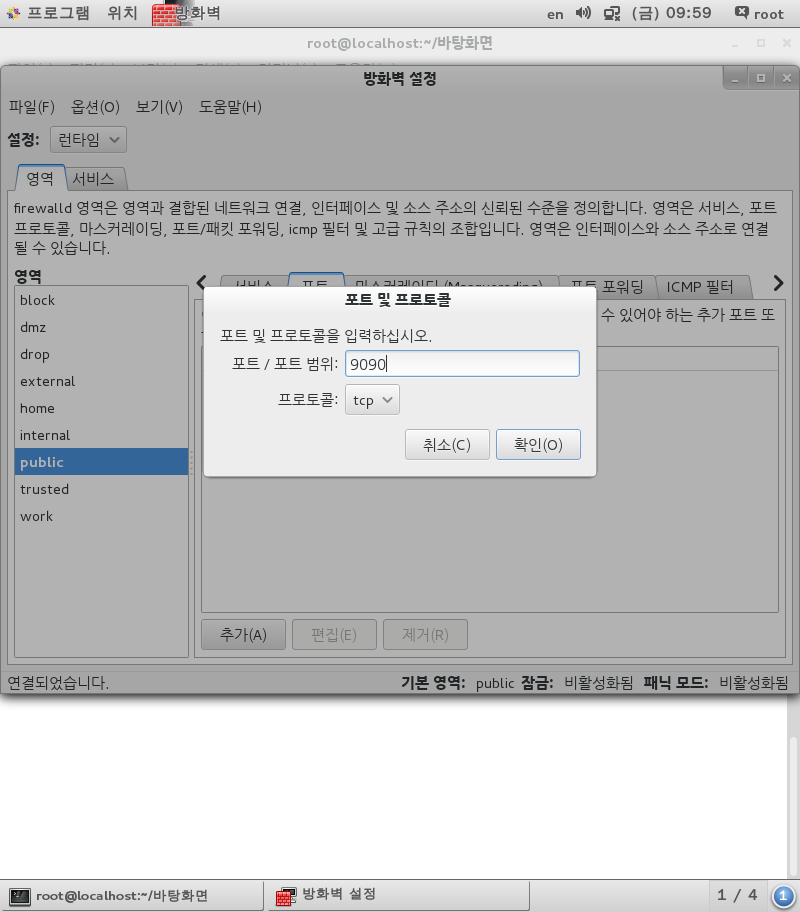 프로그램 위치 방화벽 en (금) 09:59 root
root@localhost:~/바탕화면
방화벽 설정
파일(F) 옵션(O) 보기(V) 도움말(H)
설정: 런타임
영역 서비스
firewalld 영역은 영역과 결합된 네트워크 연결, 인터페이스 및 소스 주소의 신뢰된 수준을 정의합니다. 영역은 서비스, 포트
프로토콜, 마스커레이딩, 포트/패킷 포워딩, icmp 필터 및 고급 규칙의 조합입니다. 영역은 인터페이스와 소스 주소로 연결
될 수 있습니다.
영역
서비스 포트 마스커레이딩 (Masquerading) 포트 포워딩 ICMP 필터
수 있어야 하는 추가 포트 또
block
dmz
drop
external
home
internal
public
trusted
work
포트 및 프로토콜
포트 및 프로토콜을 입력하십시오.
포트 / 포트 범위: 9090
프로토콜: tcp
취소(C) 확인(O)
추가(A) 편집(E) 제거(R)
연결되었습니다. 기본 영역: public 잠금: 비활성화됨 패닉 모드: 비활성화됨
root@localhost:~/바탕화면 방화벽 설정 1 / 4 1